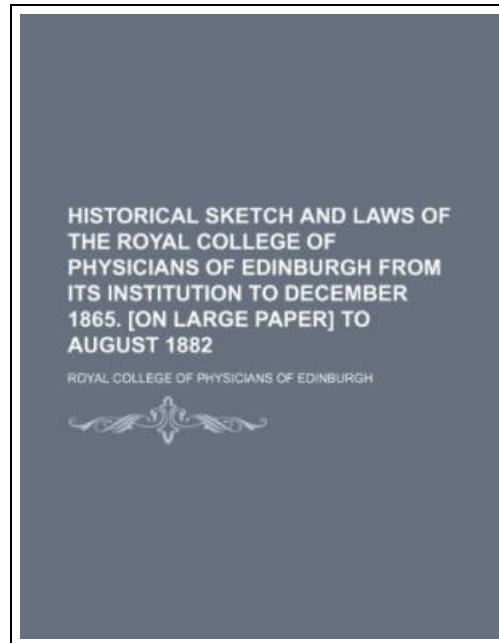 HISTORICAL SKETCH AND LAWS OF
THE ROYAL COLLEGE OF
PHYSICIANS OF EDINBURGH FROM
ITS INSTITUTION TO DECEMBER
1865. [ON LARGE PAPER] TO
AUGUST 1882
ROYAL COLLEGE OF PHYSICIANS OF EDINBURGH